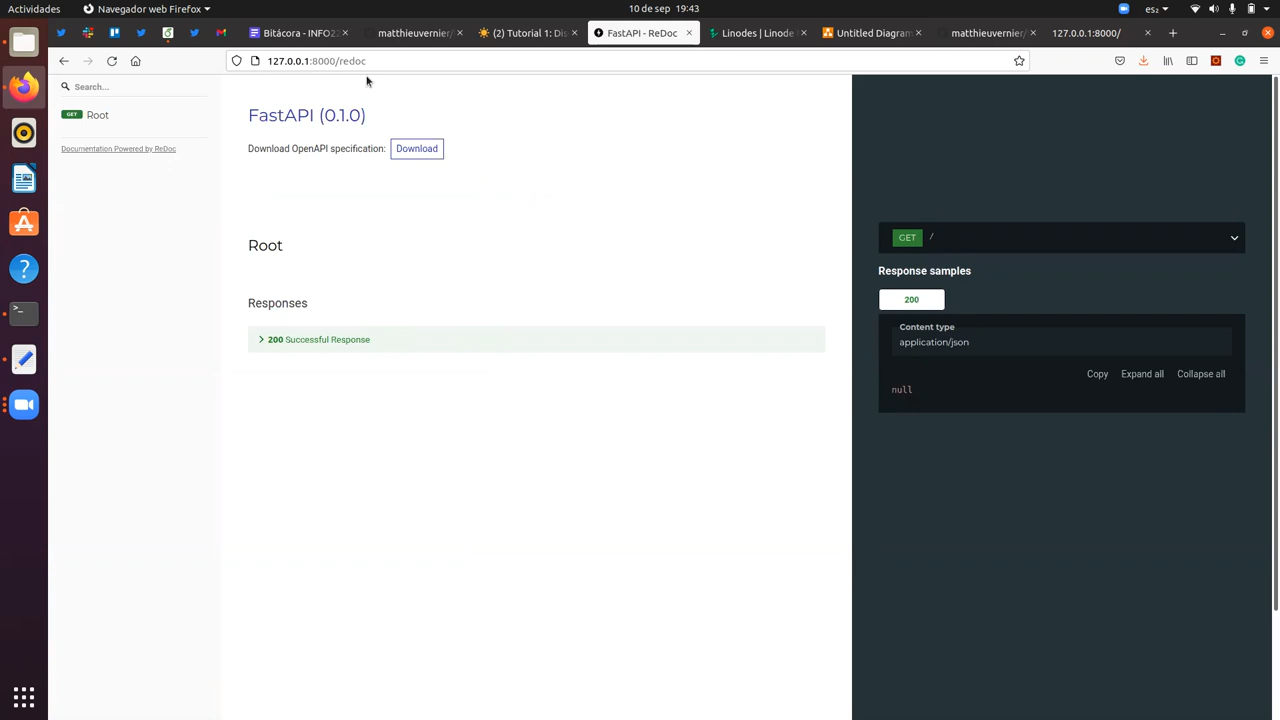 Actividades
Navegador web Firefox
10 de sep 19:43
es₂
Bitácora - INFO22
matthieuvernier/
(2) Tutorial 1: Dis
FastAPI - ReDoc
Linodes | Linode
Untitled Diagram
matthieuvernier/
127.0.0.1:8000/
127.0.0.1:8000/redoc
Search...
GET Root
Documentation Powered by ReDoc
FastAPI (0.1.0)
Download OpenAPI specification: Download
Root
Responses
200 Successful Response
GET /
Response samples
200
Content type
application/json
Copy Expand all Collapse all
null